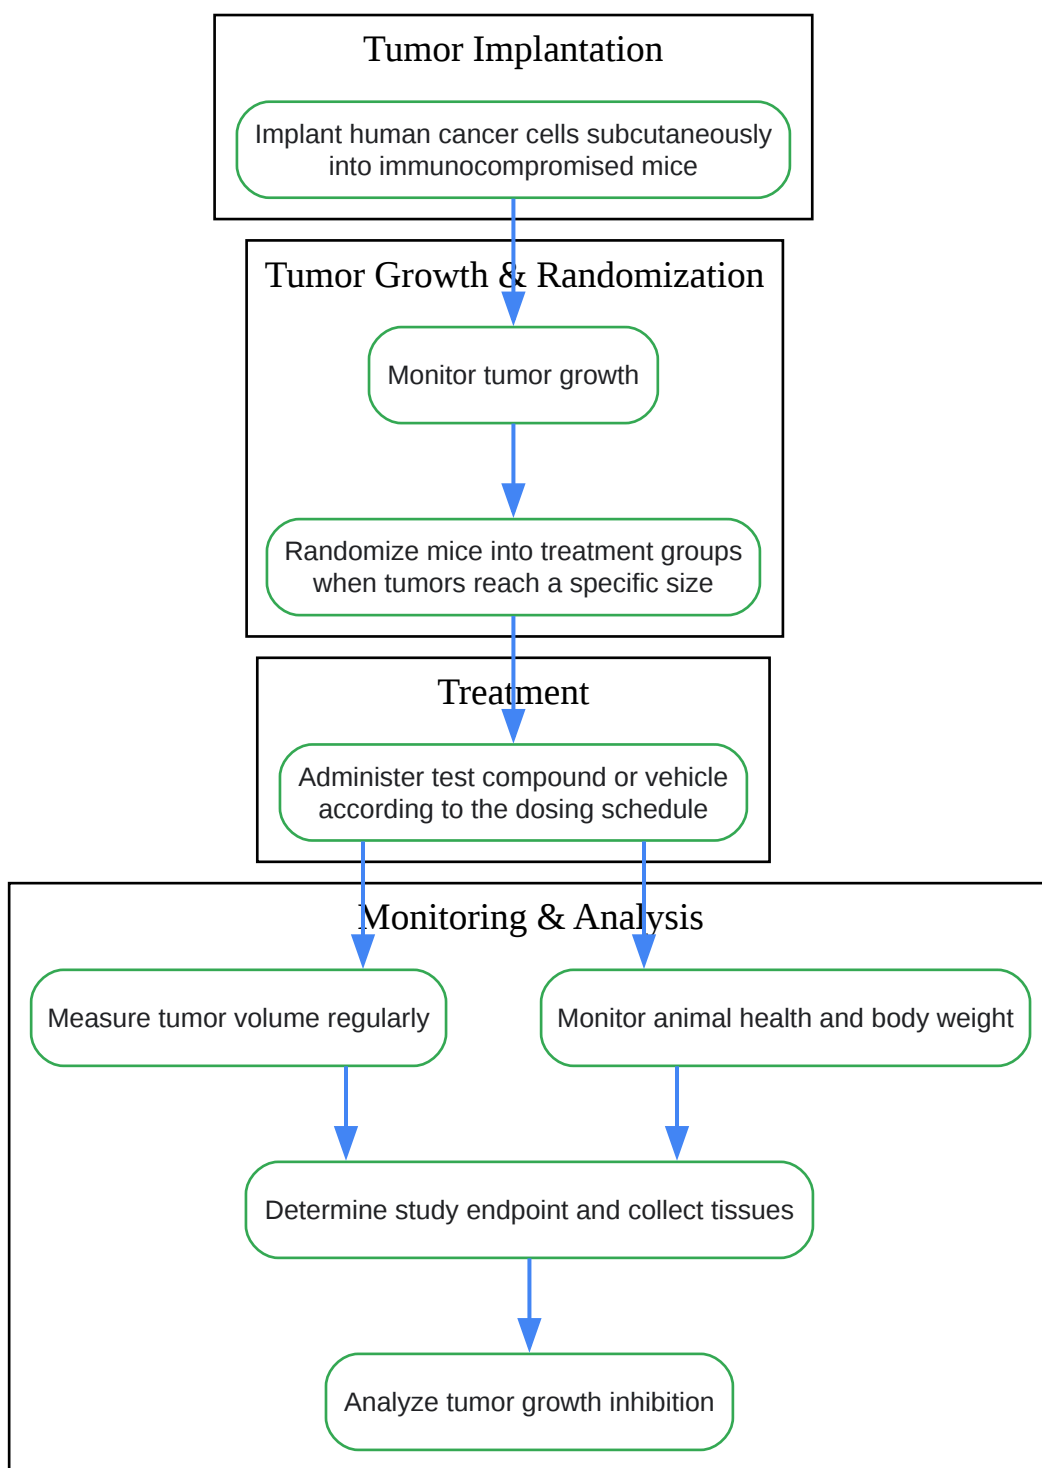 Tumor Implantation
Implant human cancer cells subcutaneously
into immunocompromised mice
Tumor Growth & Randomization
Monitor tumor growth
Randomize mice into treatment groups
when tumors reach a specific size
Treatment
Administer test compound or vehicle
according to the dosing schedule
Monitoring & Analysis
Measure tumor volume regularly
Monitor animal health and body weight
Determine study endpoint and collect tissues
Analyze tumor growth inhibition